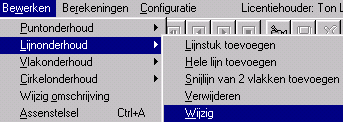 Bewerken Berekeningen Configuratie Licentiehouder: Ton L
Puntonderhoud
Lijnonderhoud
Vlakonderhoud
Cirkelonderhoud
Wijzig omschrijving
Assenstelsel Ctrl+A
Lijnstuk toevoegen
Hele lijn toevoegen
Snijlijn van 2 vlakken toevoegen
Verwijderen
Wijzig